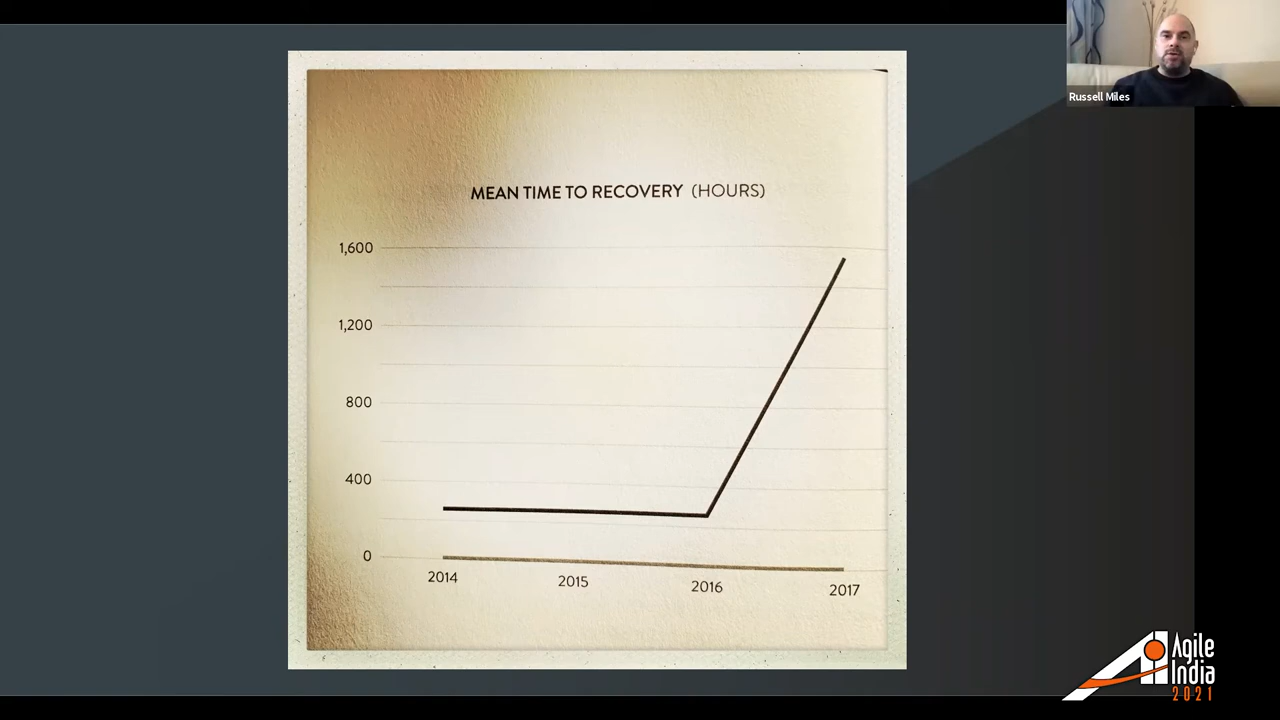 Russell Miles
MEAN TIME TO RECOVERY (HOURS)
1,600
1,200
800
400
0
2014
2015
2016
2017
Agile
India
2021